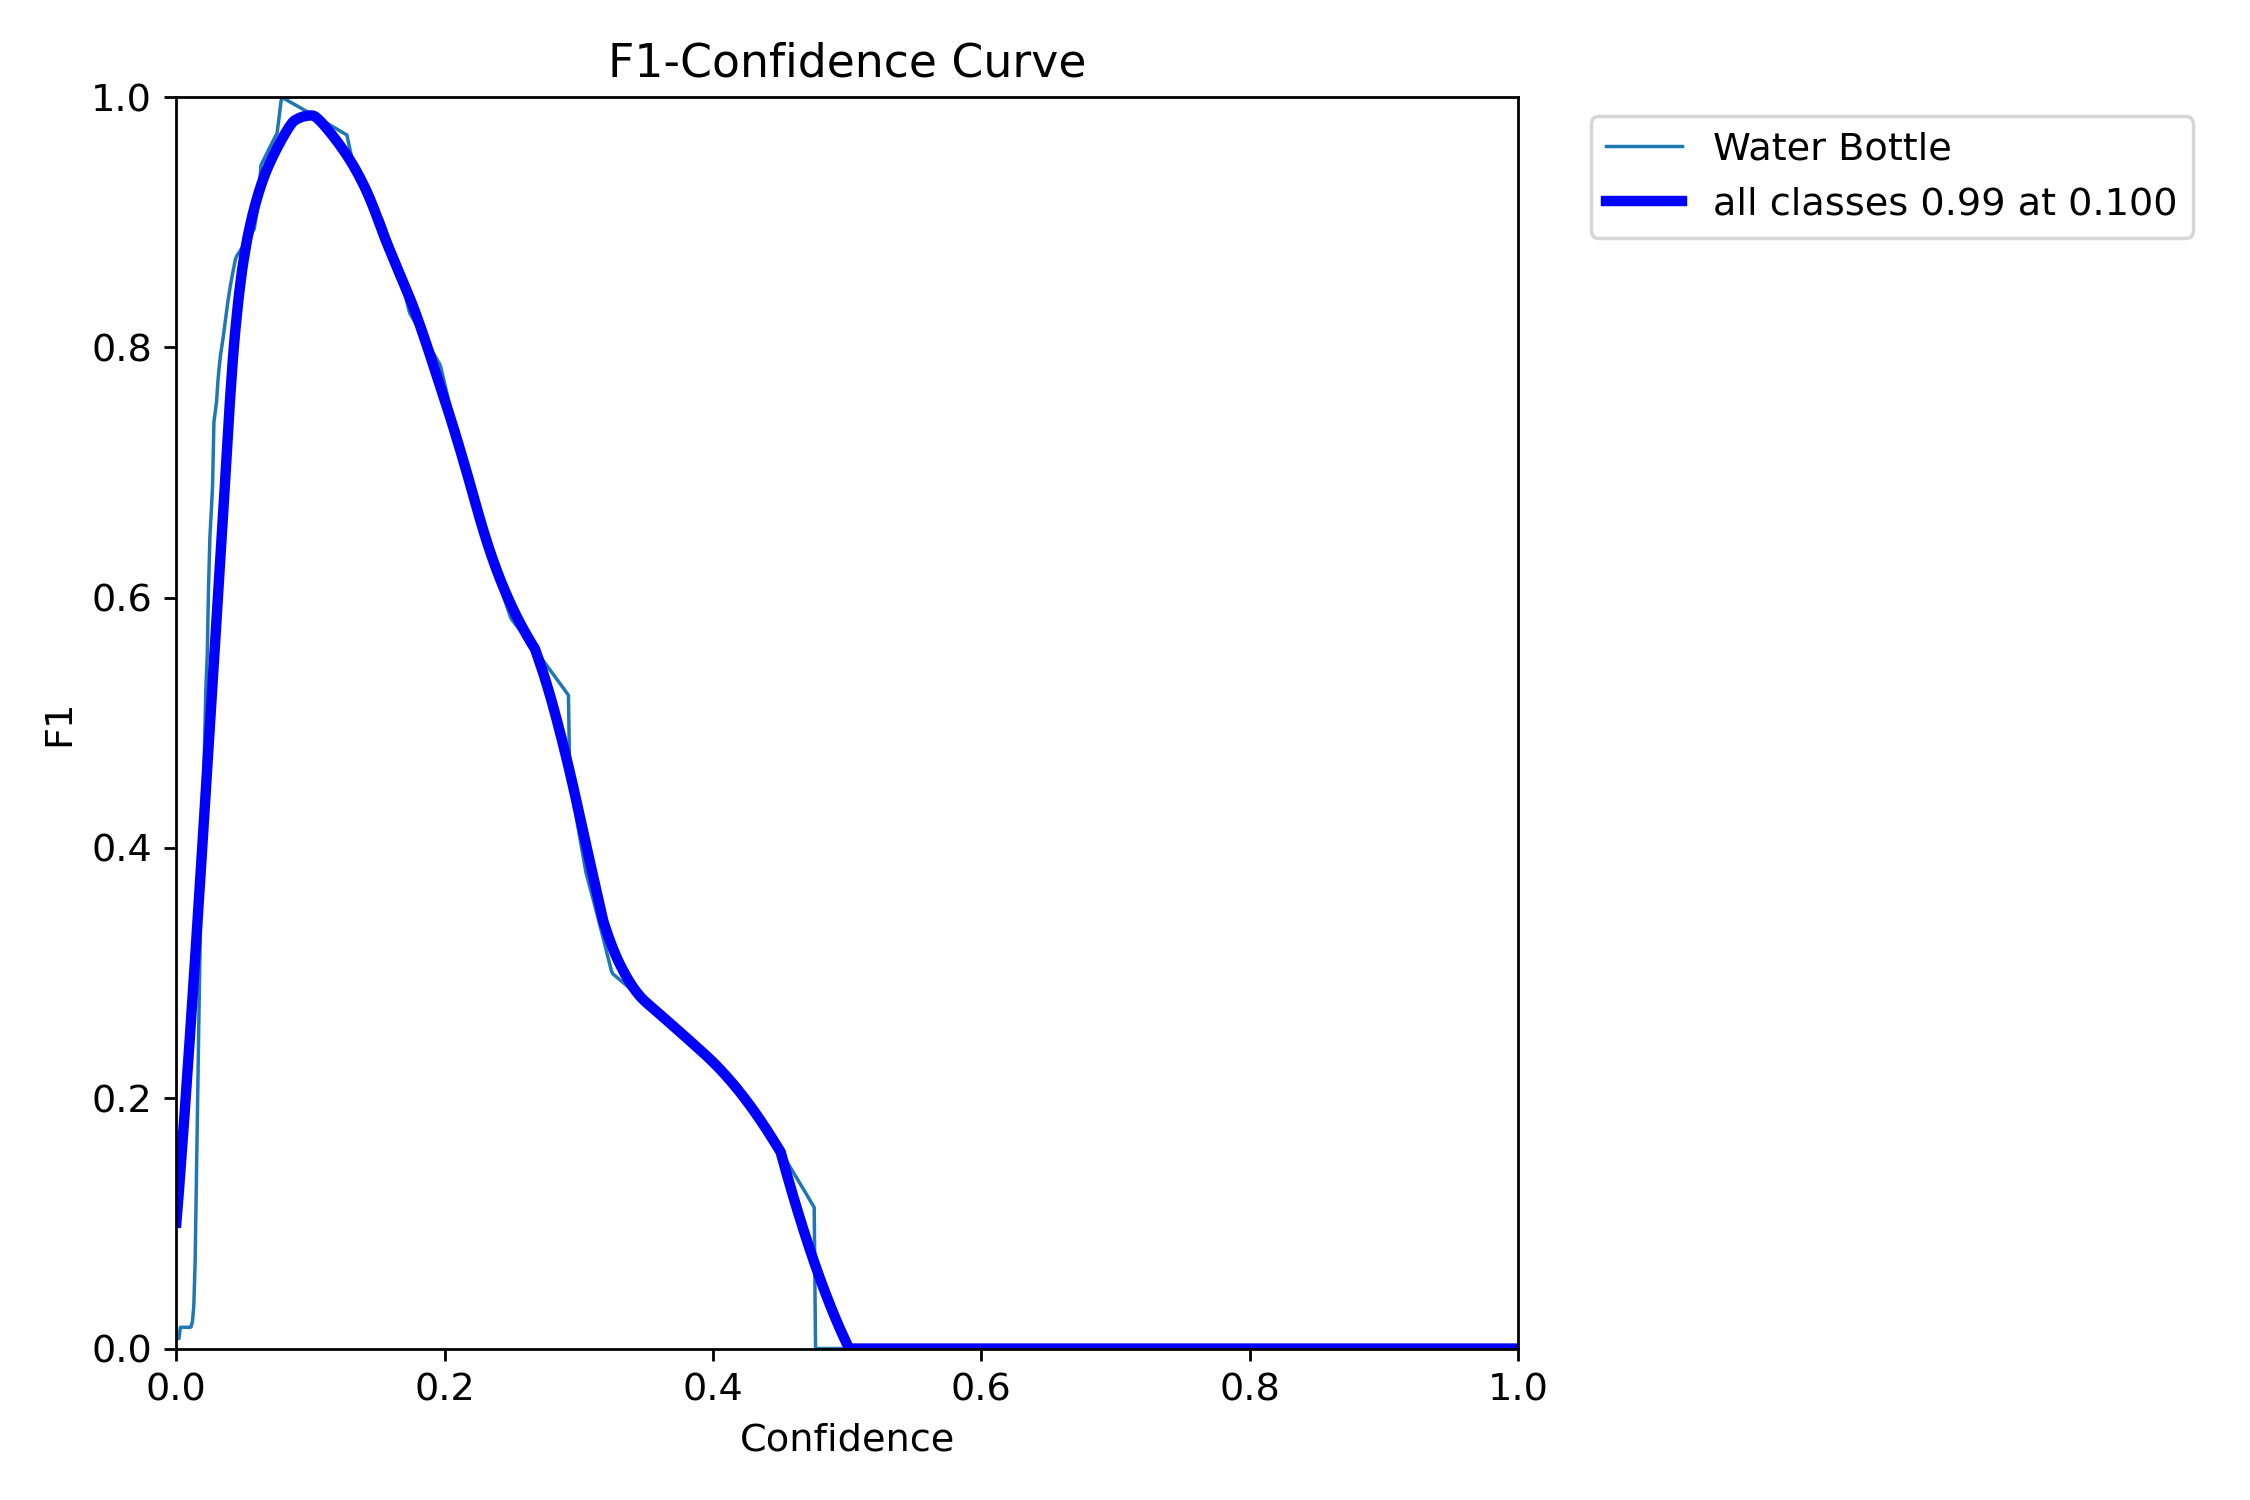 F1-Confidence Curve
Water Bottle
all classes 0.99 at 0.100
1.0
0.8
0.6
0.4
0.2
0.0
F1
0.0 0.2 0.4 0.6 0.8 1.0
Confidence